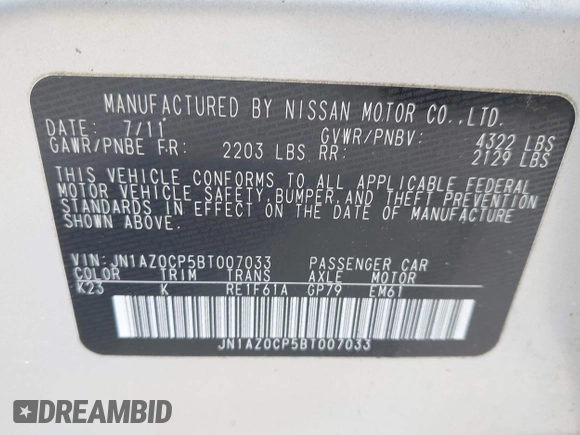 MANUFACTURED BY NISSAN MOTOR CO.,LTD.
DATE: 7/11 GVWR/PNBV: 4322 LBS
GAWR/PNBE FR: 2203 LBS RR: 2129 LBS
THIS VEHICLE CONFORMS TO ALL APPLICABLE FEDERAL
MOTOR VEHICLE SAFETY,BUMPER,AND THEFT PREVENTION
STANDARDS IN EFFECT ON THE DATE OF MANUFACTURE
SHOWN ABOVE.
VIN: JN1AZ0CP5BT007033 PASSENGER CAR
COLOR TRIM TRANS AXLE MOTOR
K23 K RE1F61A GP79 EM61
JN1AZ0CP5BT007033
DREAMBID